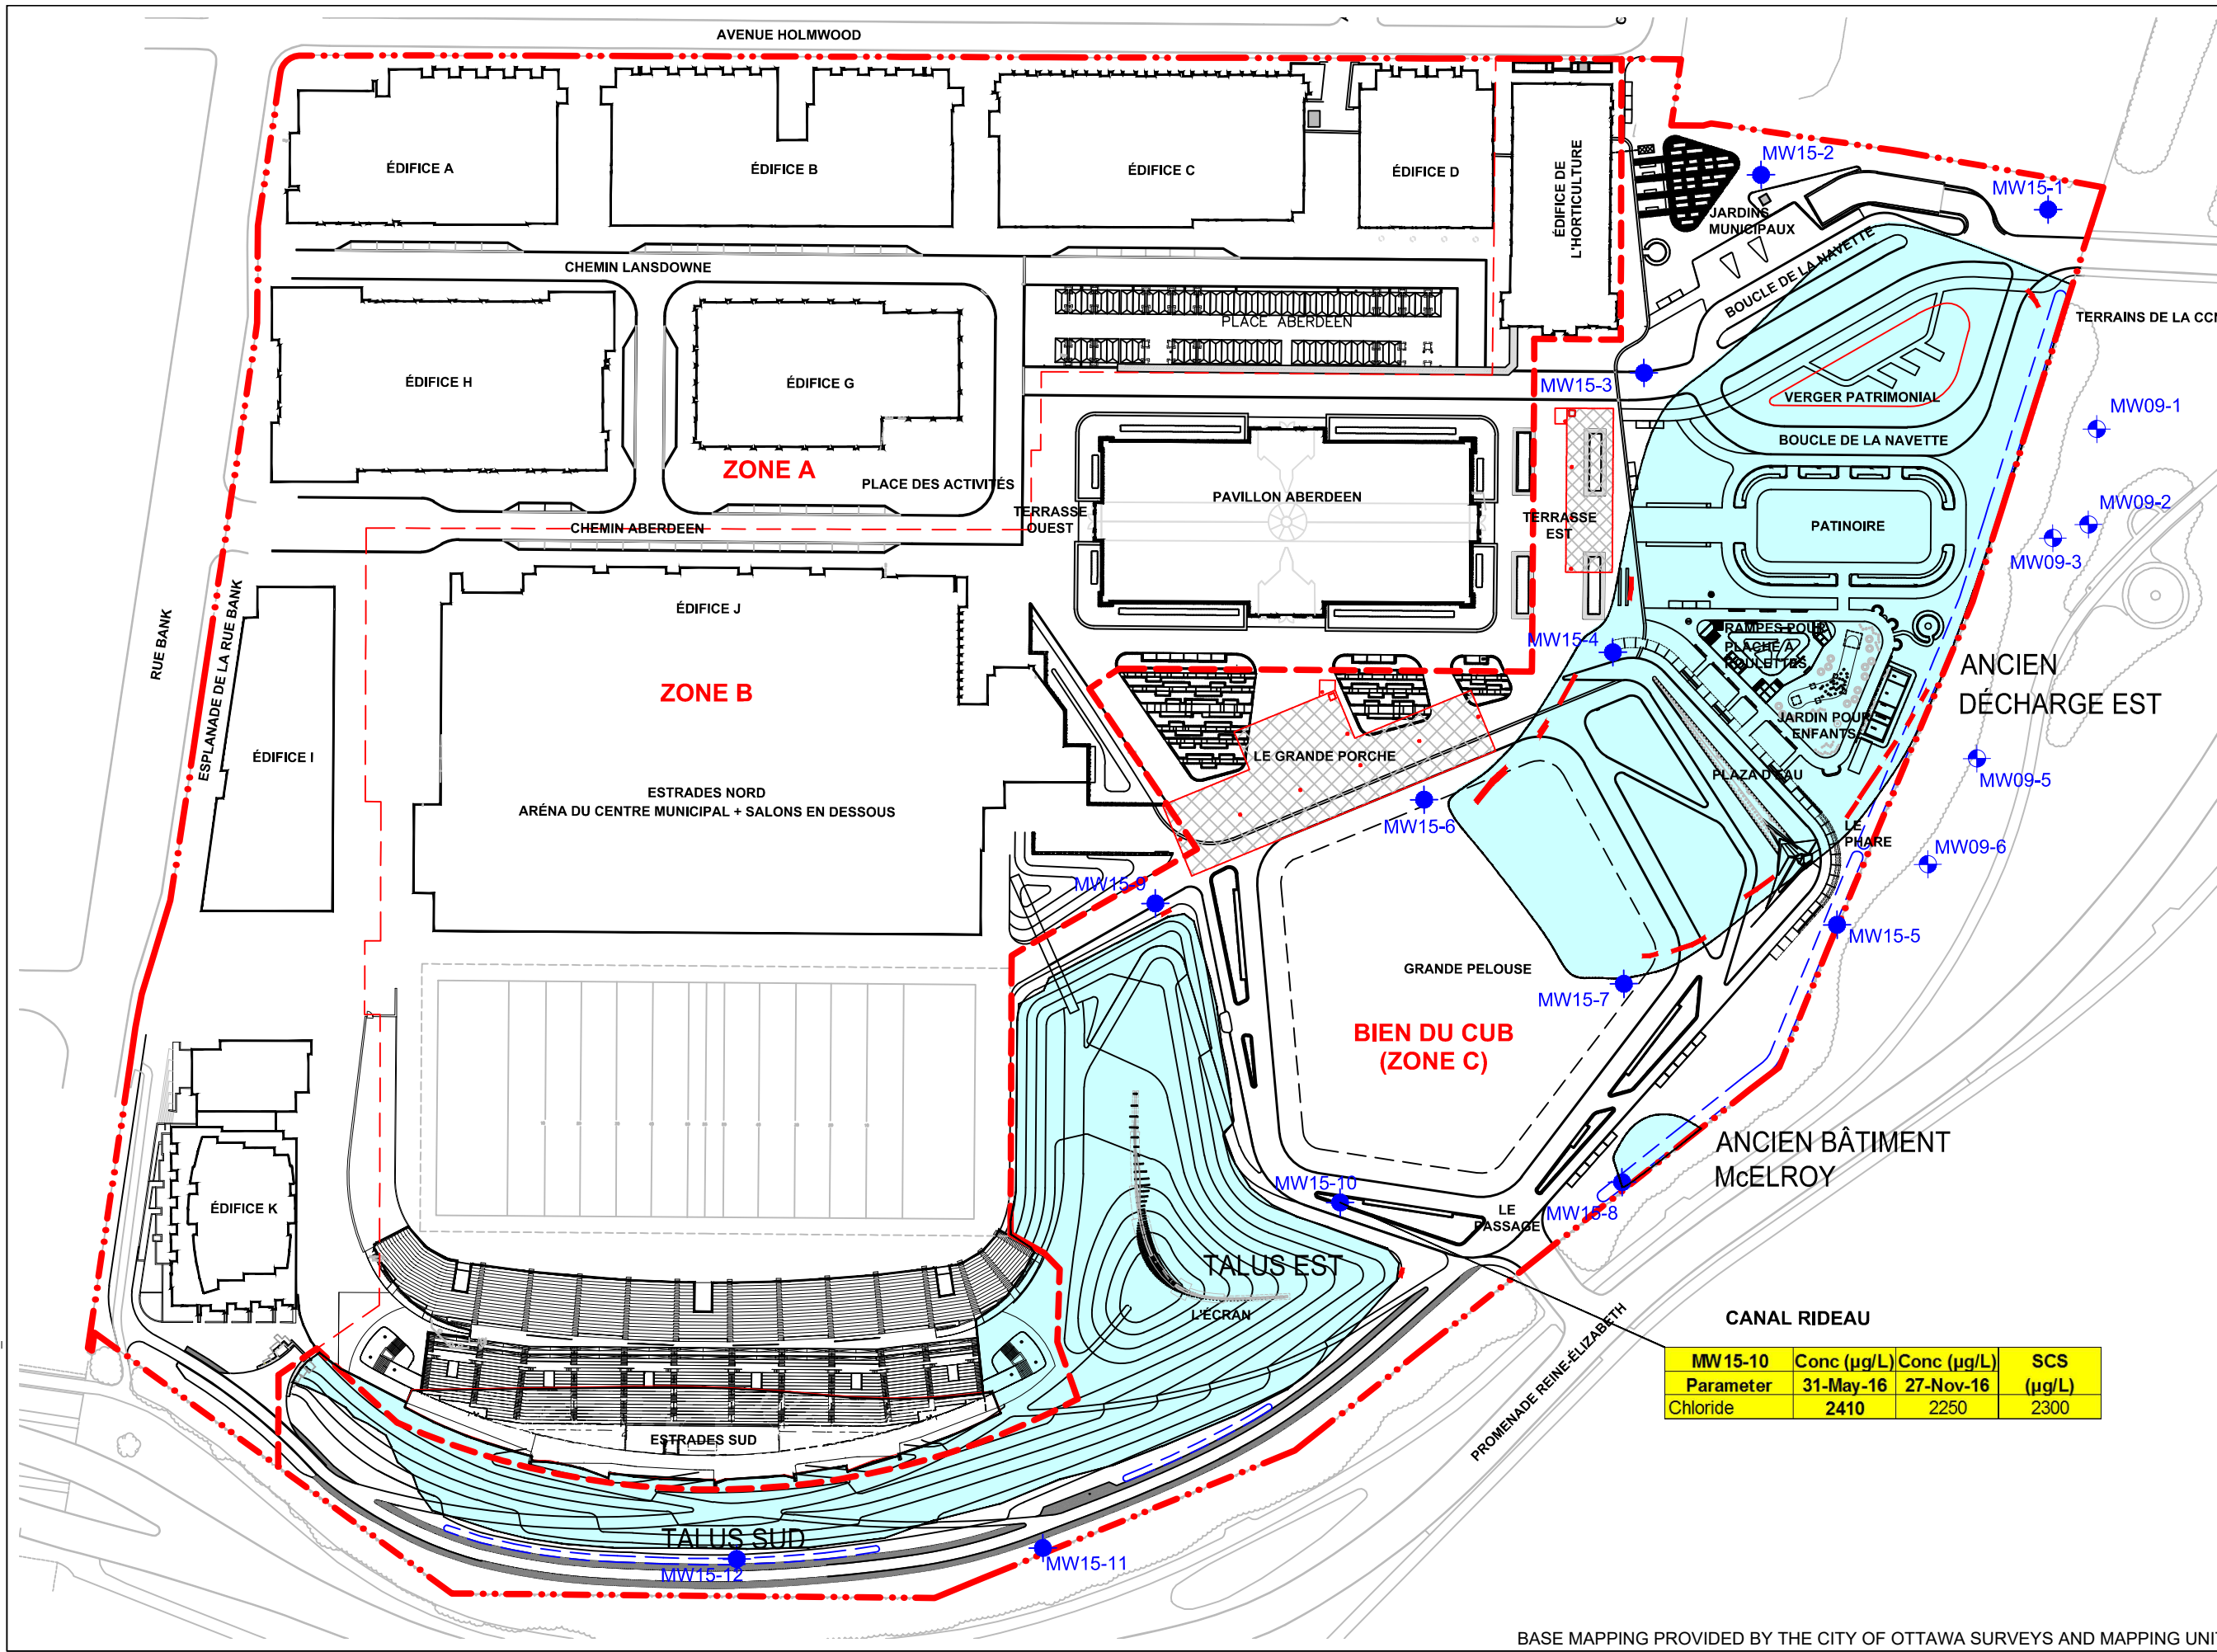 AVENUE HOLMWOOD
ÉDIFICE A
ÉDIFICE B
ÉDIFICE C
ÉDIFICE D
ÉDIFICE DE
L'HORTICULTURE
MW15-2
MW15-1
JARDINS
MUNICIPAUX
BOUCLE DE LA NAVETTE
CHEMIN LANSDOWNE
PLACE ABERDEEN
TERRAINS DE LA
ÉDIFICE H
ÉDIFICE G
MW15-3
VERGER PATRIMONIAL
MW09-1
BOUCLE DE LA NAVETTE
ZONE A
PLACE DES ACTIVITÉS
PAVILLON ABERDEEN
MW09-2
CHEMIN ABERDEEN
TERRASSE
OUEST
TERRASSE
EST
PATINOIRE
MW09-3
RUE BANK
ESPLANADE DE LA RUE BANK
ÉDIFICE J
MW15-4
RAMPES POUR
PLACHE À
ROULETTES
ANCIEN
DÉCHARGE EST
ZONE B
JARDIN POUR
ENFANTS
ÉDIFICE I
LE GRANDE PORCHE
PLAZA D'EAU
MW09-5
ESTRADES NORD
ARÉNA DU CENTRE MUNICIPAL + SALONS EN DESSOUS
MW15-6
LE
PHARE
MW09-6
MW15-9
MW15-5
GRANDE PELOUSE
MW15-7
BIEN DU CUB
(ZONE C)
ANCIEN BÂTIMENT
McELROY
ÉDIFICE K
MW15-10
LE
PASSAGE
MW15-8
TALUS EST
L'ÉCRAN
PROMENADE REINE-ÉLIZABETH
CANAL RIDEAU
MW15-10 Conc (µg/L) Conc (µg/L) SCS
Parameter 31-May-16 27-Nov-16 (µg/L)
Chloride 2410 2250 2300
ESTRADES SUD
TALUS SUD
MW15-12
MW15-11
BASE MAPPING PROVIDED BY THE CITY OF OTTAWA SURVEYS AND MAPPING UNIT